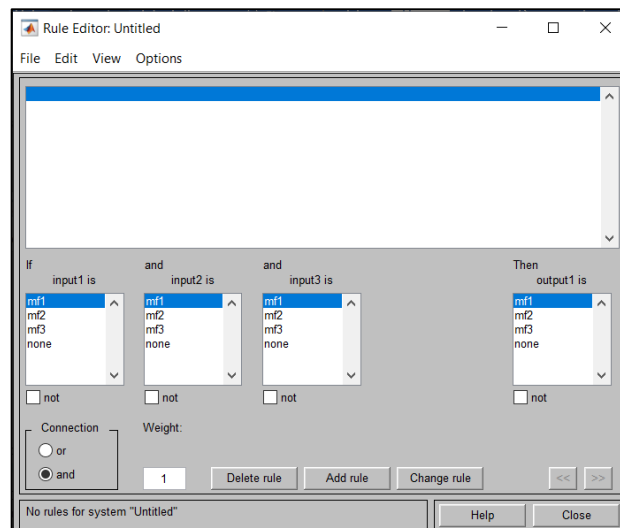 Rule Editor: Untitled
File Edit View Options
If and and Then
input1 is input2 is input3 is output1 is
mf1 mf1 mf1 mf1
mf2 mf2 mf2 mf2
mf3 mf3 mf3 mf3
none none none none
not not not not
Connection Weight:
or
and 1 Delete rule Add rule Change rule << >>
No rules for system "Untitled" Help Close